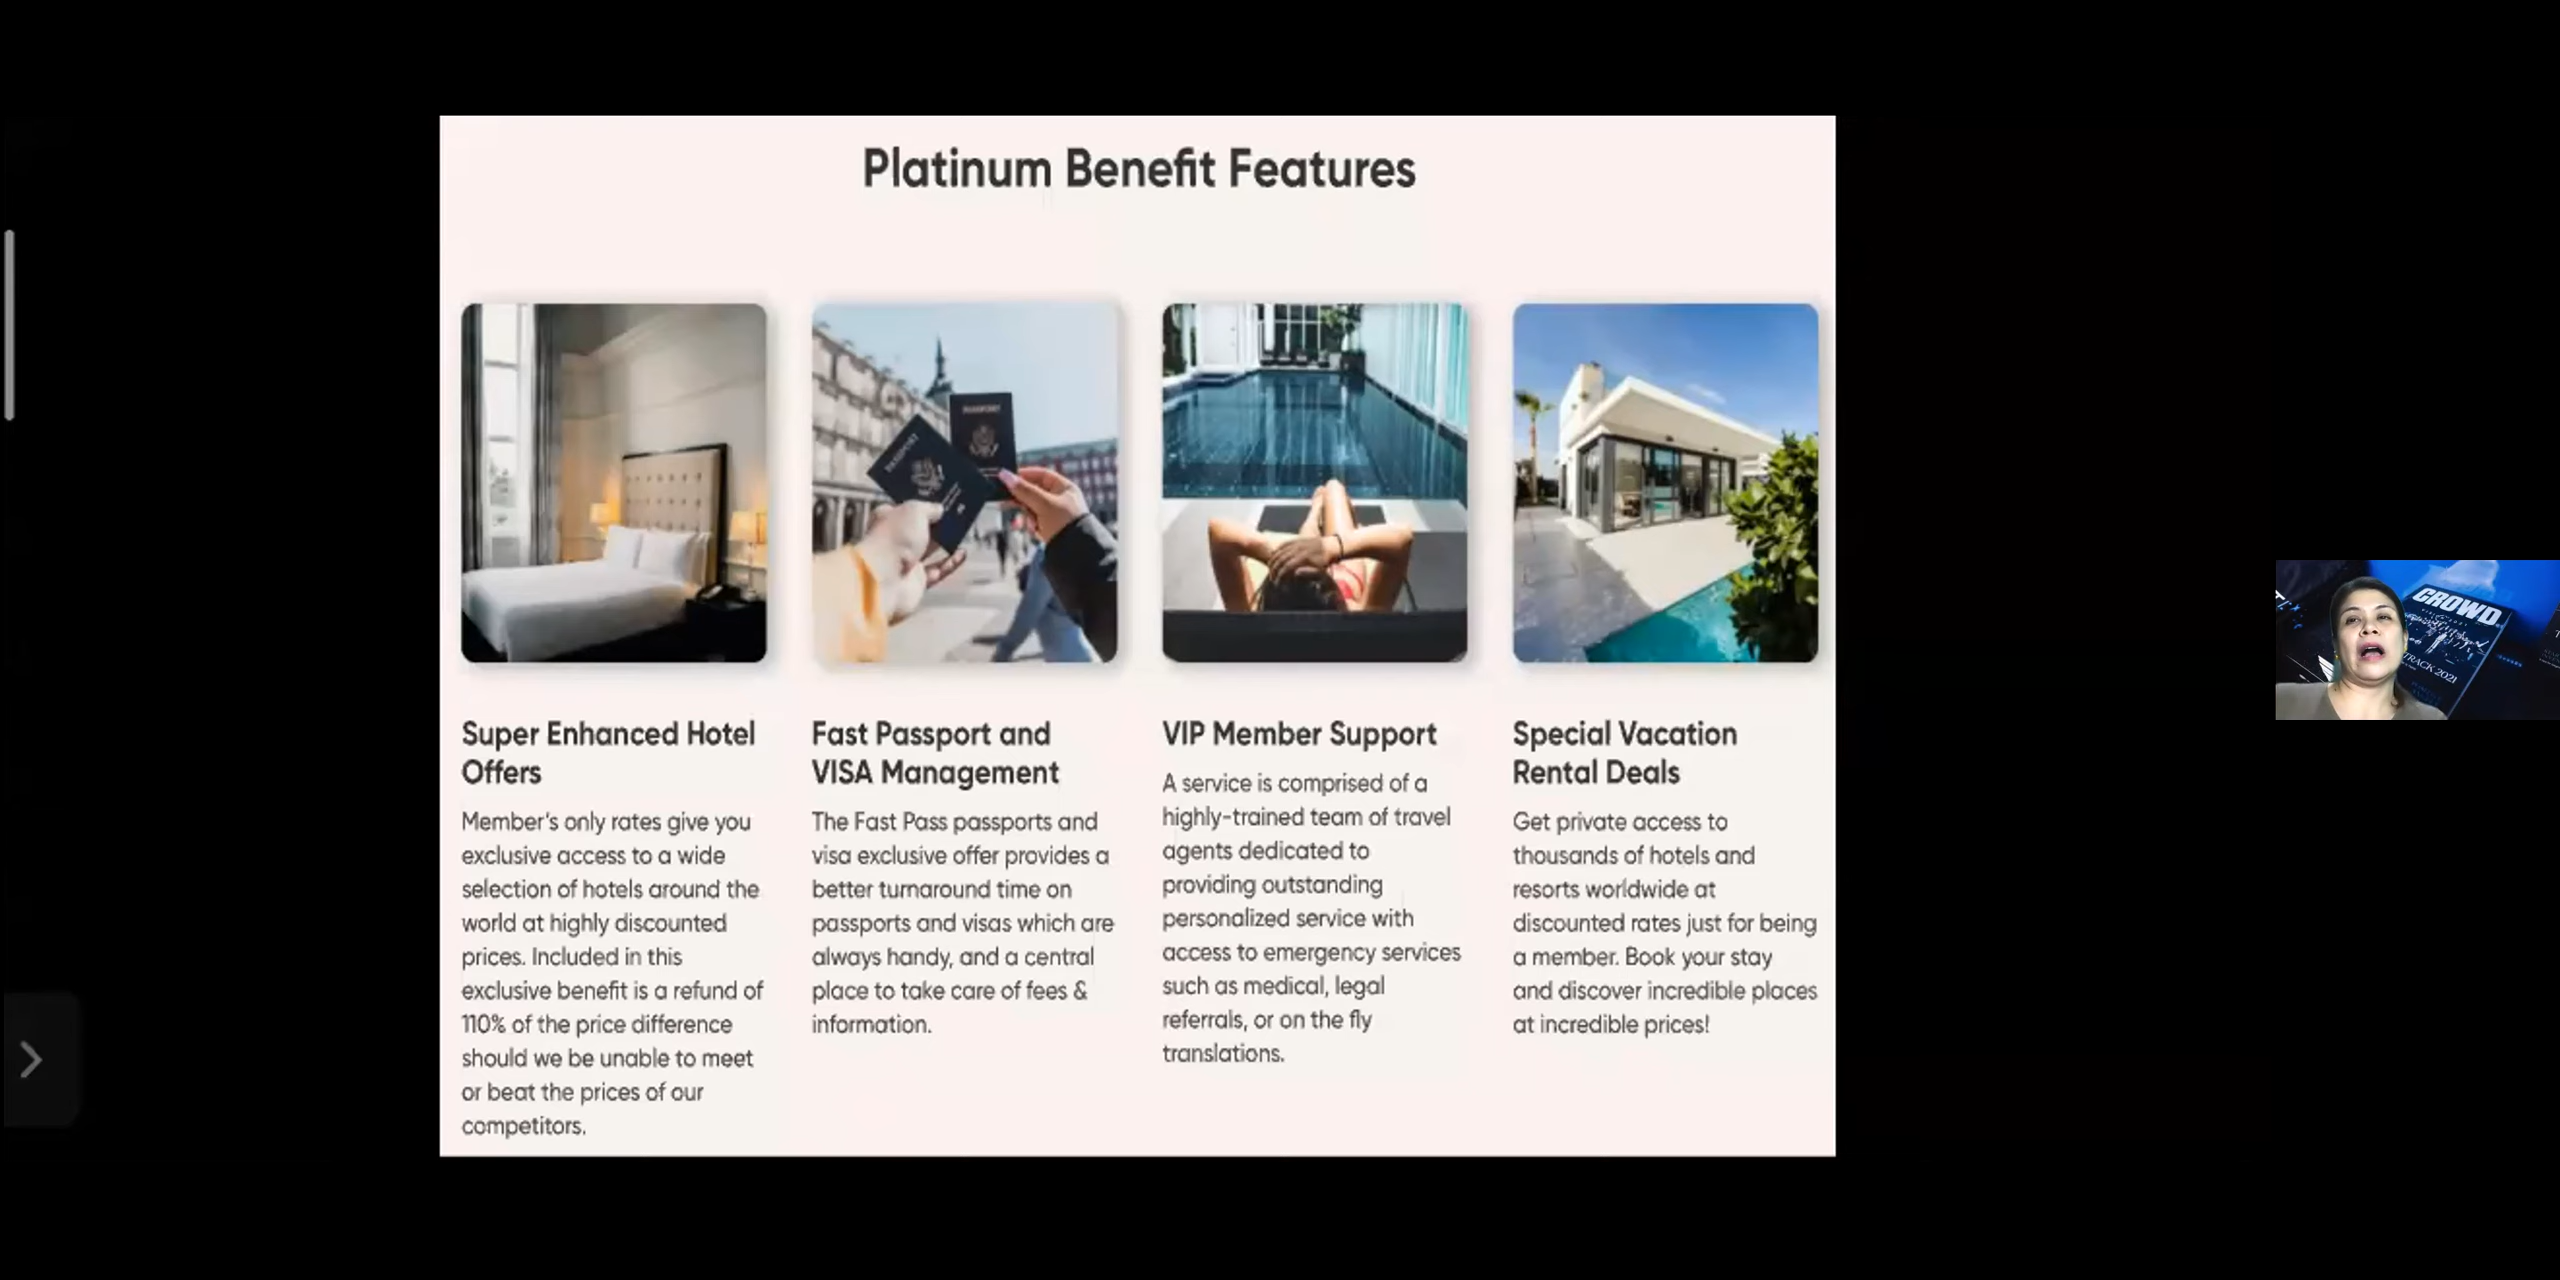 Platinum Benefit Features
Super Enhanced Hotel
Offers
Member's only rates give you
exclusive access to a wide
selection of hotels around the
world at highly discounted
prices. Included in this
exclusive benefit is a refund of
110% of the price difference
should we be unable to meet
or beat the prices of our
competitors.
Fast Passport and
VISA Management
The Fast Pass passports and
visa exclusive offer provides a
better turnaround time on
passports and visas which are
always handy, and a central
place to take care of fees &
information.
VIP Member Support
A service is comprised of a
highly-trained team of travel
agents dedicated to
providing outstanding
personalized service with
access to emergency services
such as medical, legal
referrals, or on the fly
translations.
Special Vacation
Rental Deals
Get private access to
thousands of hotels and
resorts worldwide at
discounted rates just for being
a member. Book your stay
and discover incredible places
at incredible prices!
PASSPORT
PASSPORT
CROWD
TRACK 2021